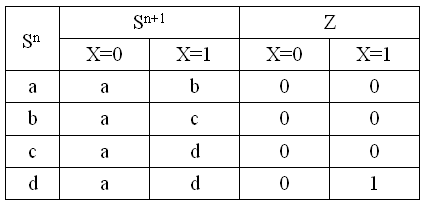 Sⁿ Sⁿ⁺¹ Z
X=0 X=1 X=0 X=1
a a b 0 0
b a c 0 0
c a d 0 0
d a d 0 1